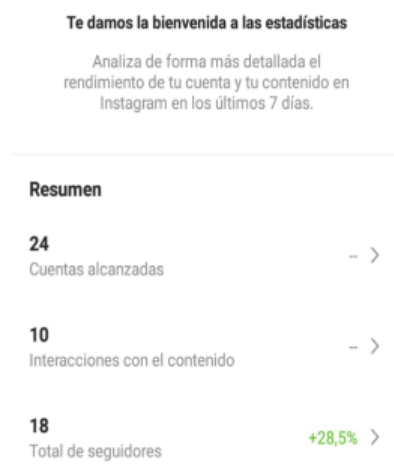 Te damos la bienvenida a las estadísticas
Analiza de forma más detallada el
rendimiento de tu cuenta y tu contenido en
Instagram en los últimos 7 días.
Resumen
24
Cuentas alcanzadas
--
10
Interacciones con el contenido
--
18
Total de seguidores
+28,5%